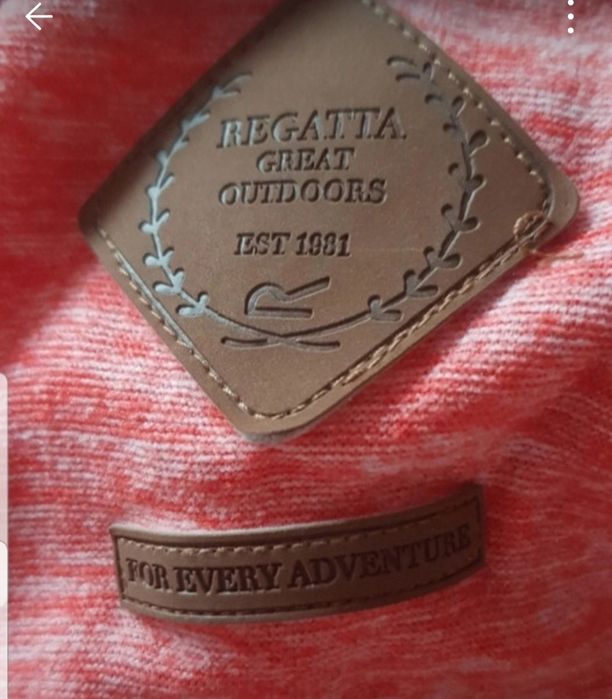 REGATTA
GREAT
OUTDOORS
EST 1981
R
FOR EVERY ADVENTURE